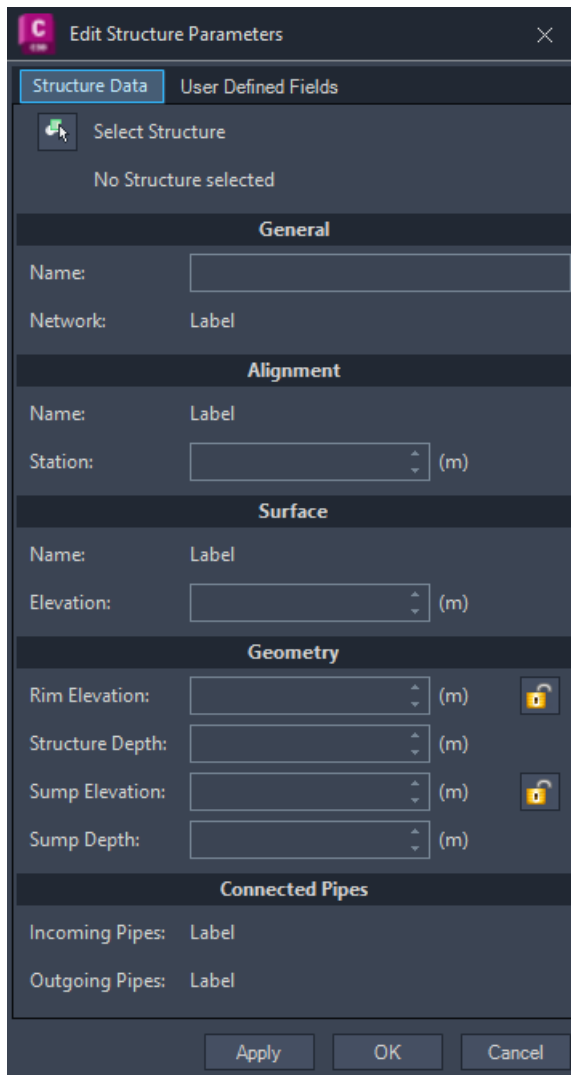 C
C3D
Edit Structure Parameters
Structure Data User Defined Fields
Select Structure
No Structure selected
General
Name:
Network: Label
Alignment
Name: Label
Station: (m)
Surface
Name: Label
Elevation: (m)
Geometry
Rim Elevation: (m)
Structure Depth: (m)
Sump Elevation: (m)
Sump Depth: (m)
Connected Pipes
Incoming Pipes: Label
Outgoing Pipes: Label
Apply OK Cancel